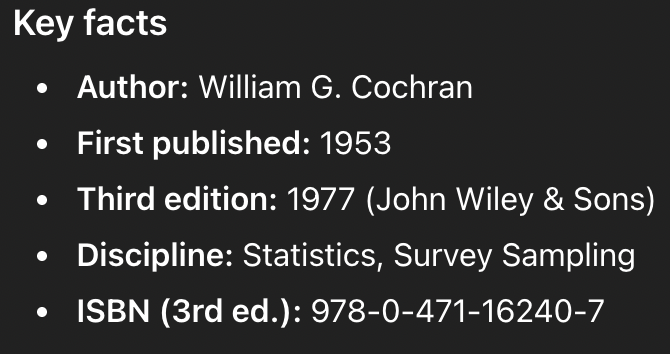 Key facts
• Author: William G. Cochran
• First published: 1953
• Third edition: 1977 (John Wiley & Sons)
• Discipline: Statistics, Survey Sampling
• ISBN (3rd ed.): 978-0-471-16240-7